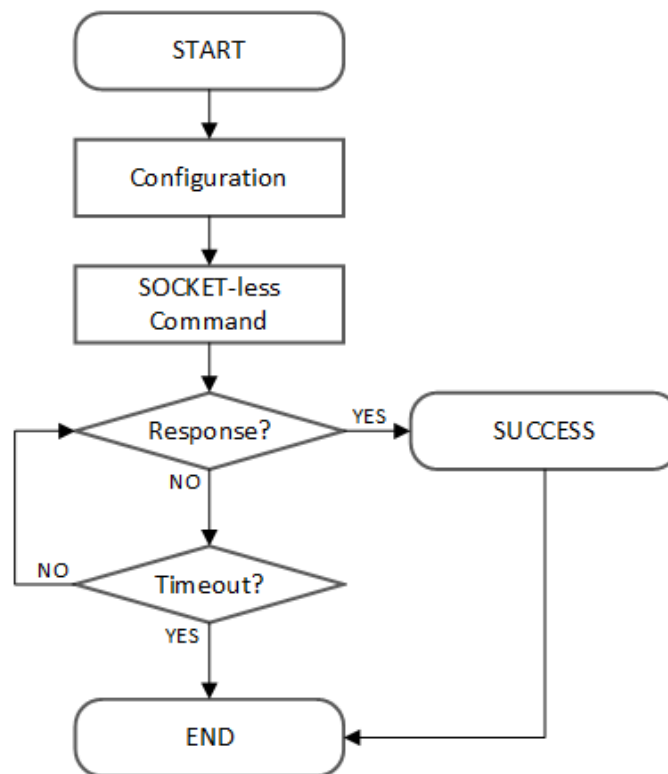 START
Configuration
SOCKET-less
Command
Response?
YES
SUCCESS
NO
NO
Timeout?
YES
END